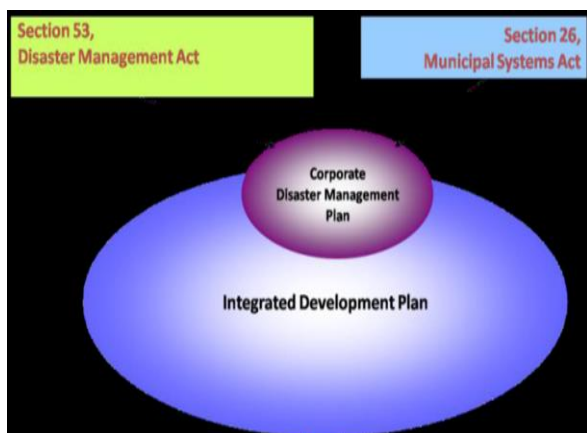 Section 53,
Disaster Management Act
Section 26,
Municipal Systems Act
Corporate
Disaster Management
Plan
Integrated Development Plan